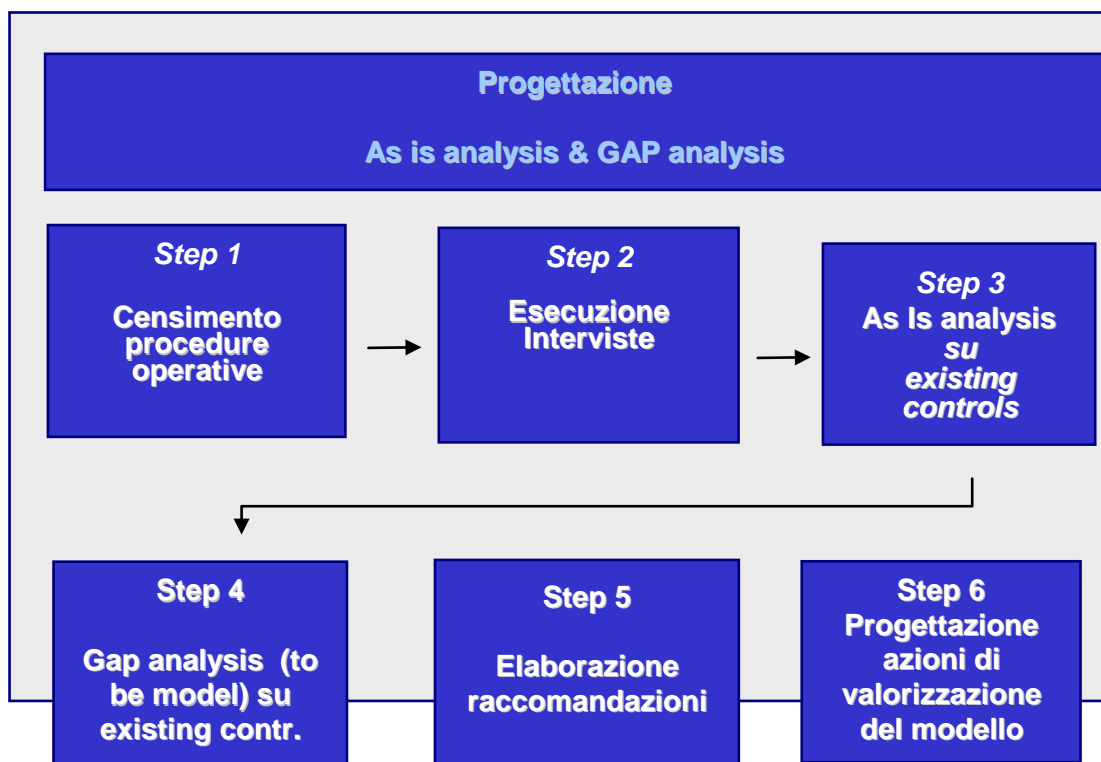 Progettazione
As is analysis & GAP analysis
Step 1
Censimento
procedure
operative
Step 2
Esecuzione
Interviste
Step 3
As Is analysis
su
existing
controls
Step 4
Gap analysis (to
be model) su
existing contr.
Step 5
Elaborazione
raccomandazioni
Step 6
Progettazione
azioni di
valorizzazione
del modello